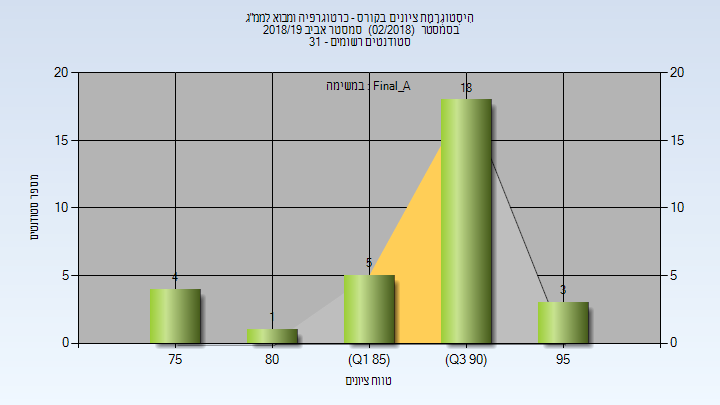 היסטוגרמת ציונים בקורס - כרטוגרפיה ומבוא לממ"ג
בסמסטר (02/2018) סמסטר אביב 2018/19
סטודנטים רשומים - 31
במשימה : Final_A
20
15
10
5
0
20
15
10
5
0
מספר סטודנטים
4
1
5
18
3
75
80
(Q1 85)
(Q3 90)
95
טווח ציונים